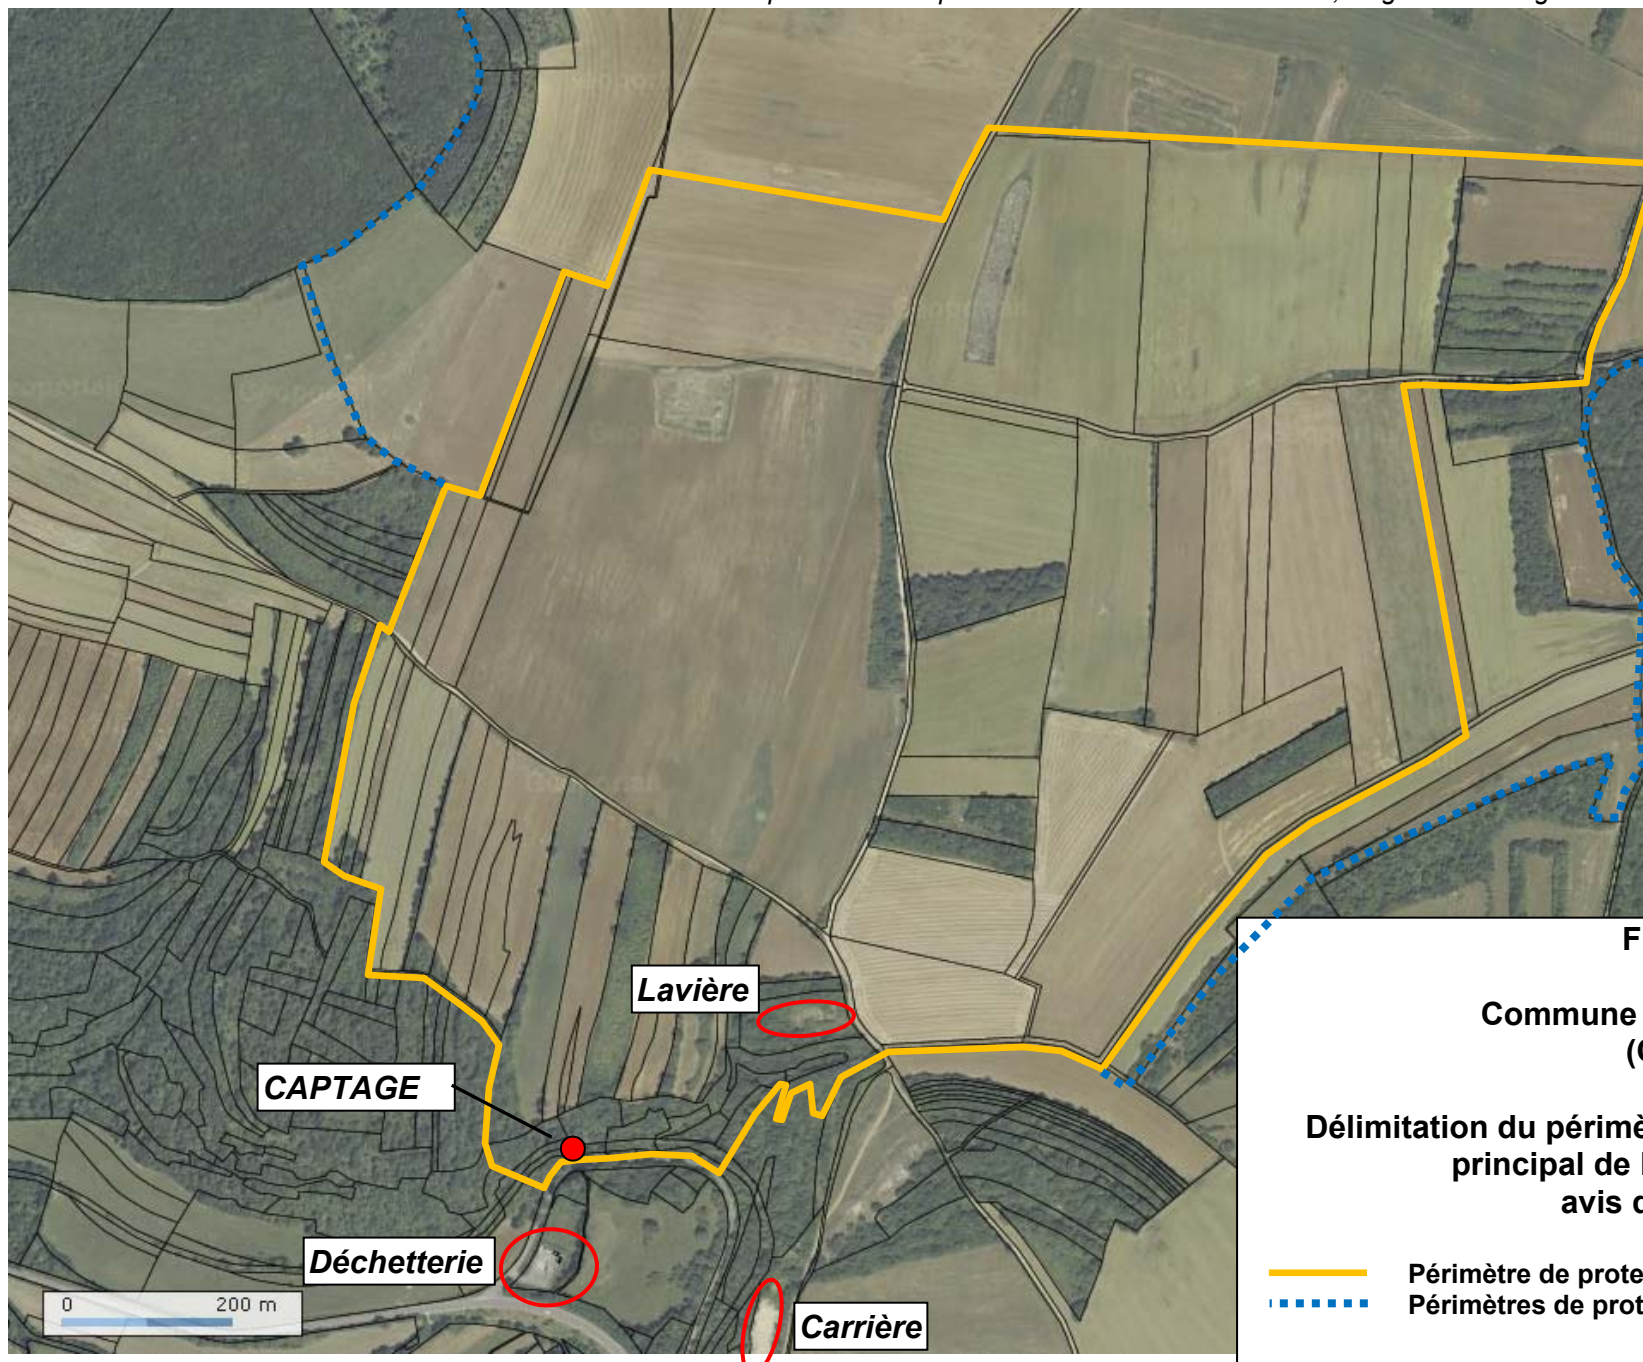 Lavière
CAPTAGE
Déchetterie
Carrière
0 200 m
F
Commune
(
Délimitation du périmè
principal de
avis d
Périmètre de prote
Périmètres de prot